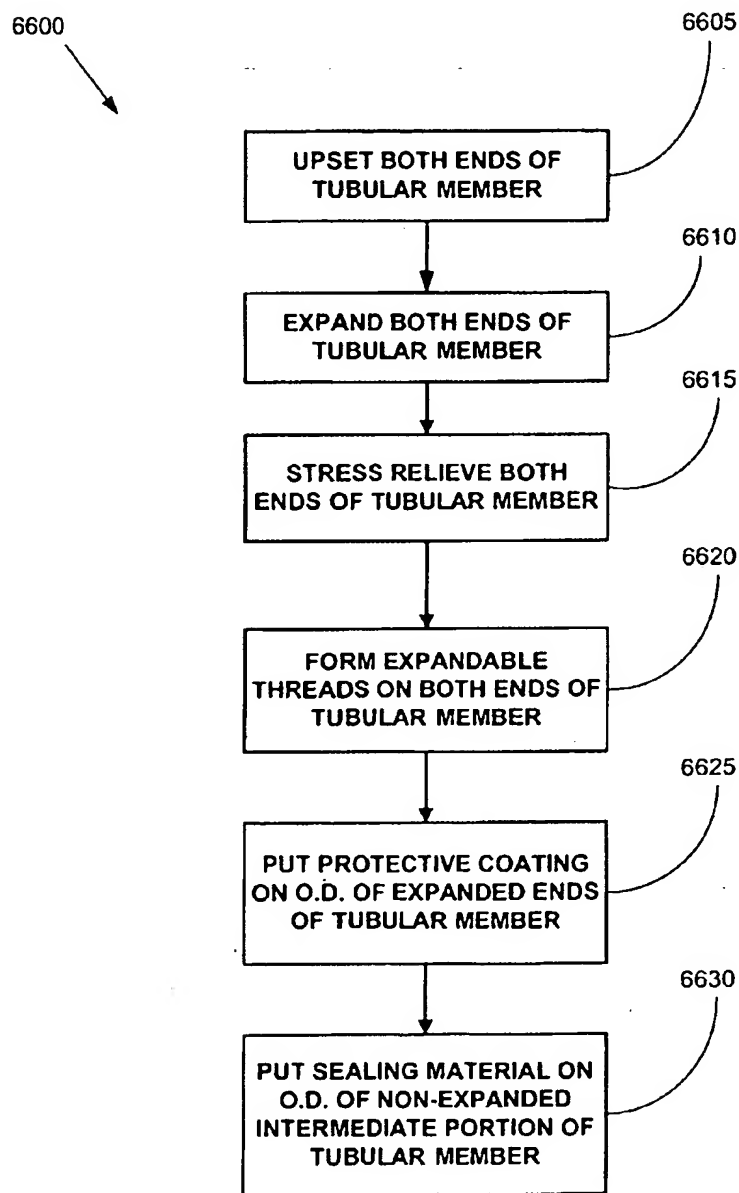 6600
6605
UPSET BOTH ENDS OF
TUBULAR MEMBER
6610
EXPAND BOTH ENDS OF
TUBULAR MEMBER
6615
STRESS RELIEVE BOTH
ENDS OF TUBULAR MEMBER
6620
FORM EXPANDABLE
THREADS ON BOTH ENDS OF
TUBULAR MEMBER
6625
PUT PROTECTIVE COATING
ON O.D. OF EXPANDED ENDS
OF TUBULAR MEMBER
6630
PUT SEALING MATERIAL ON
O.D. OF NON-EXPANDED
INTERMEDIATE PORTION OF
TUBULAR MEMBER